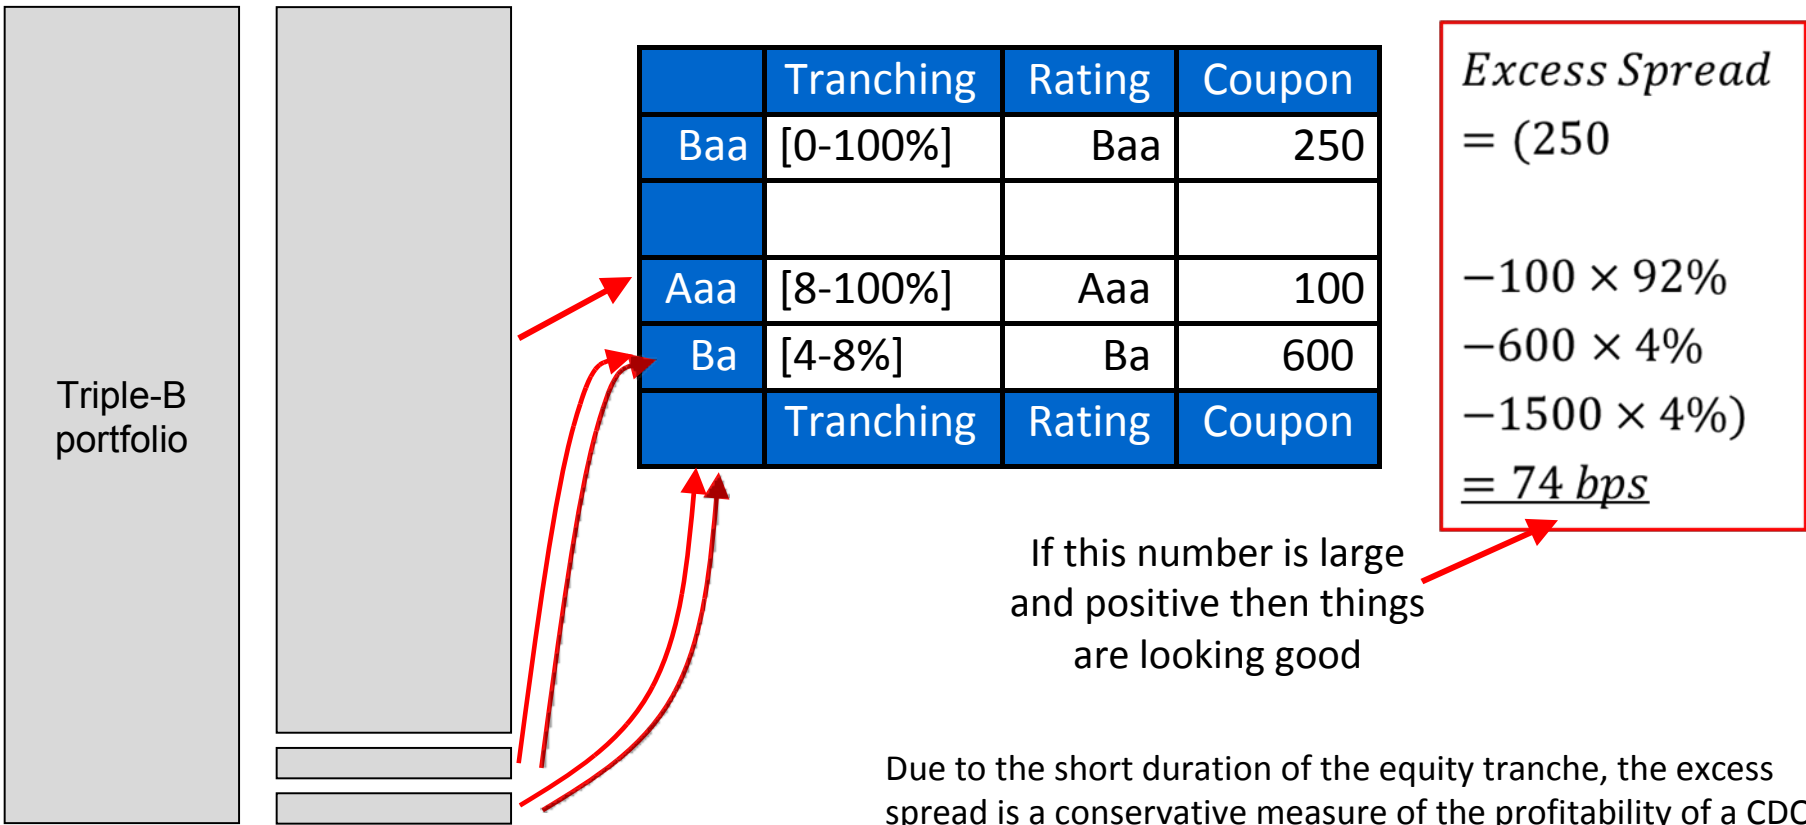 Triple-B
portfolio
Tranching Rating Coupon
Baa [0-100%] Baa 250
Aaa [8-100%] Aaa 100
Ba [4-8%] Ba 600
Tranching Rating Coupon
Excess Spread
= (250
−100 × 92%
−600 × 4%
−1500 × 4%)
= 74 bps
If this number is large
and positive then things
are looking good
Due to the short duration of the equity tranche, the excess
spread is a conservative measure of the profitability of a CDO